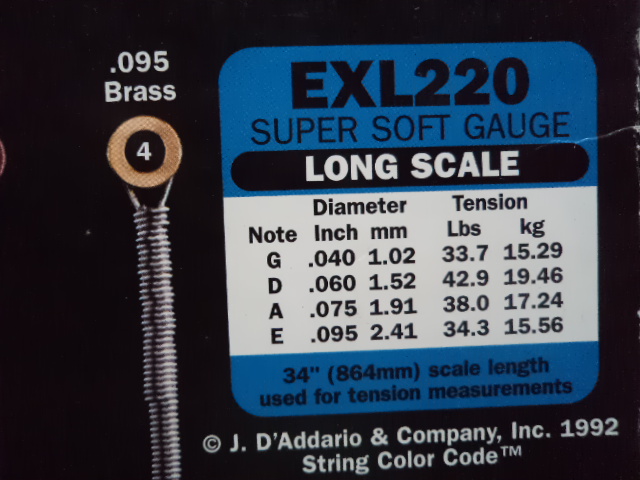 .095
Brass
4
EXL220
SUPER SOFT GAUGE
LONG SCALE
Diameter Tension
Note Inch mm Lbs kg
G .040 1.02 33.7 15.29
D .060 1.52 42.9 19.46
A .075 1.91 38.0 17.24
E .095 2.41 34.3 15.56
34" (864mm) scale length
used for tension measurements
© J. D'Addario & Company, Inc. 1992
String Color Code™